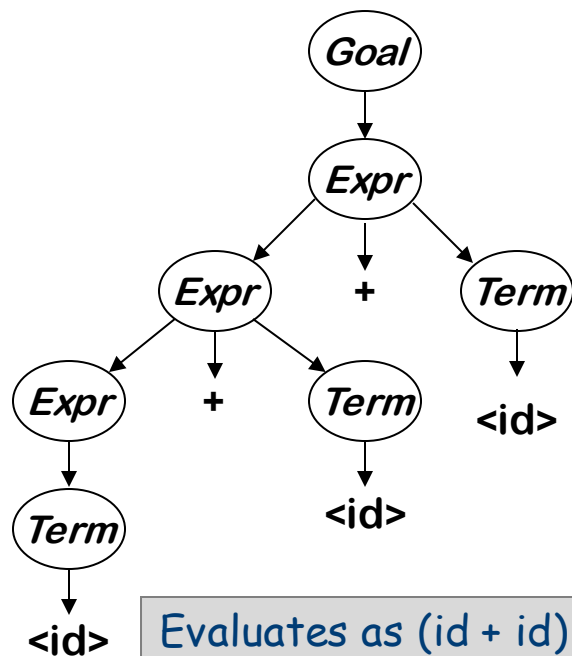 Goal
Expr
Expr + Term
Expr + Term <id>
Term <id>
<id> Evaluates as (id + id)